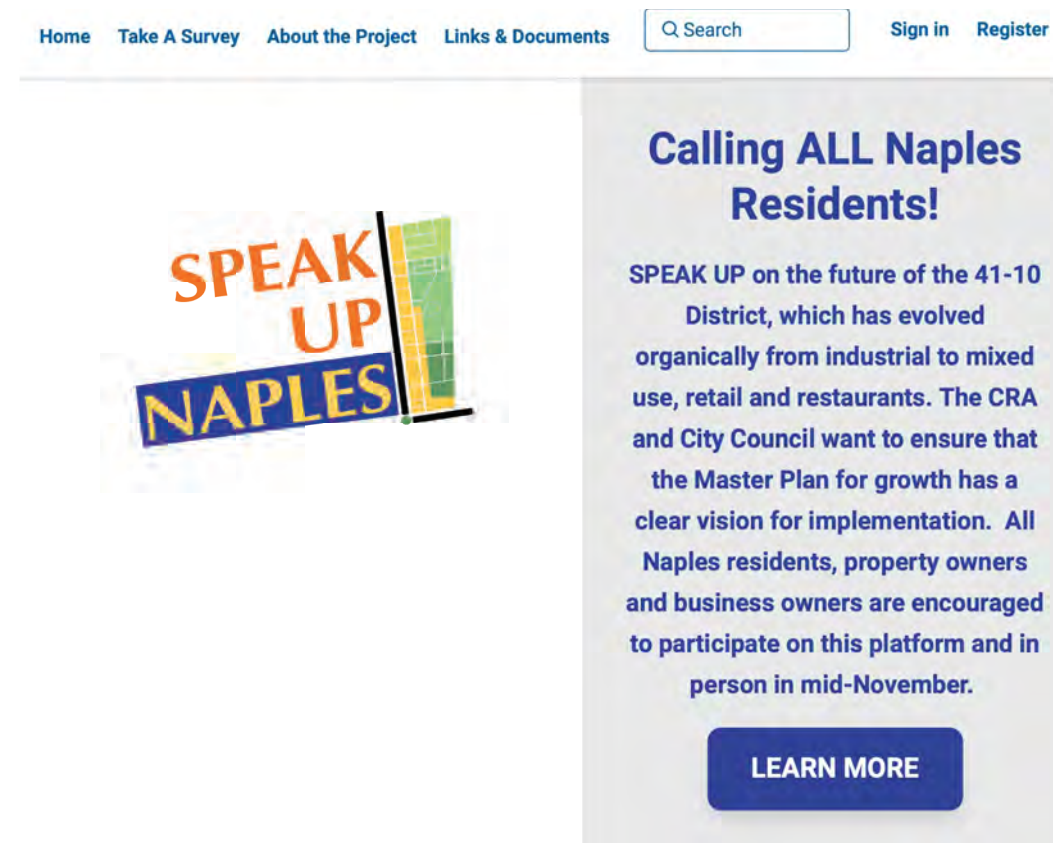 Home Take A Survey About the Project Links & Documents Search Sign in Register
SPEAK
UP
NAPLES
Calling ALL Naples
Residents!
SPEAK UP on the future of the 41-10
District, which has evolved
organically from industrial to mixed
use, retail and restaurants. The CRA
and City Council want to ensure that
the Master Plan for growth has a
clear vision for implementation.  All
Naples residents, property owners
and business owners are encouraged
to participate on this platform and in
person in mid-November.
LEARN MORE